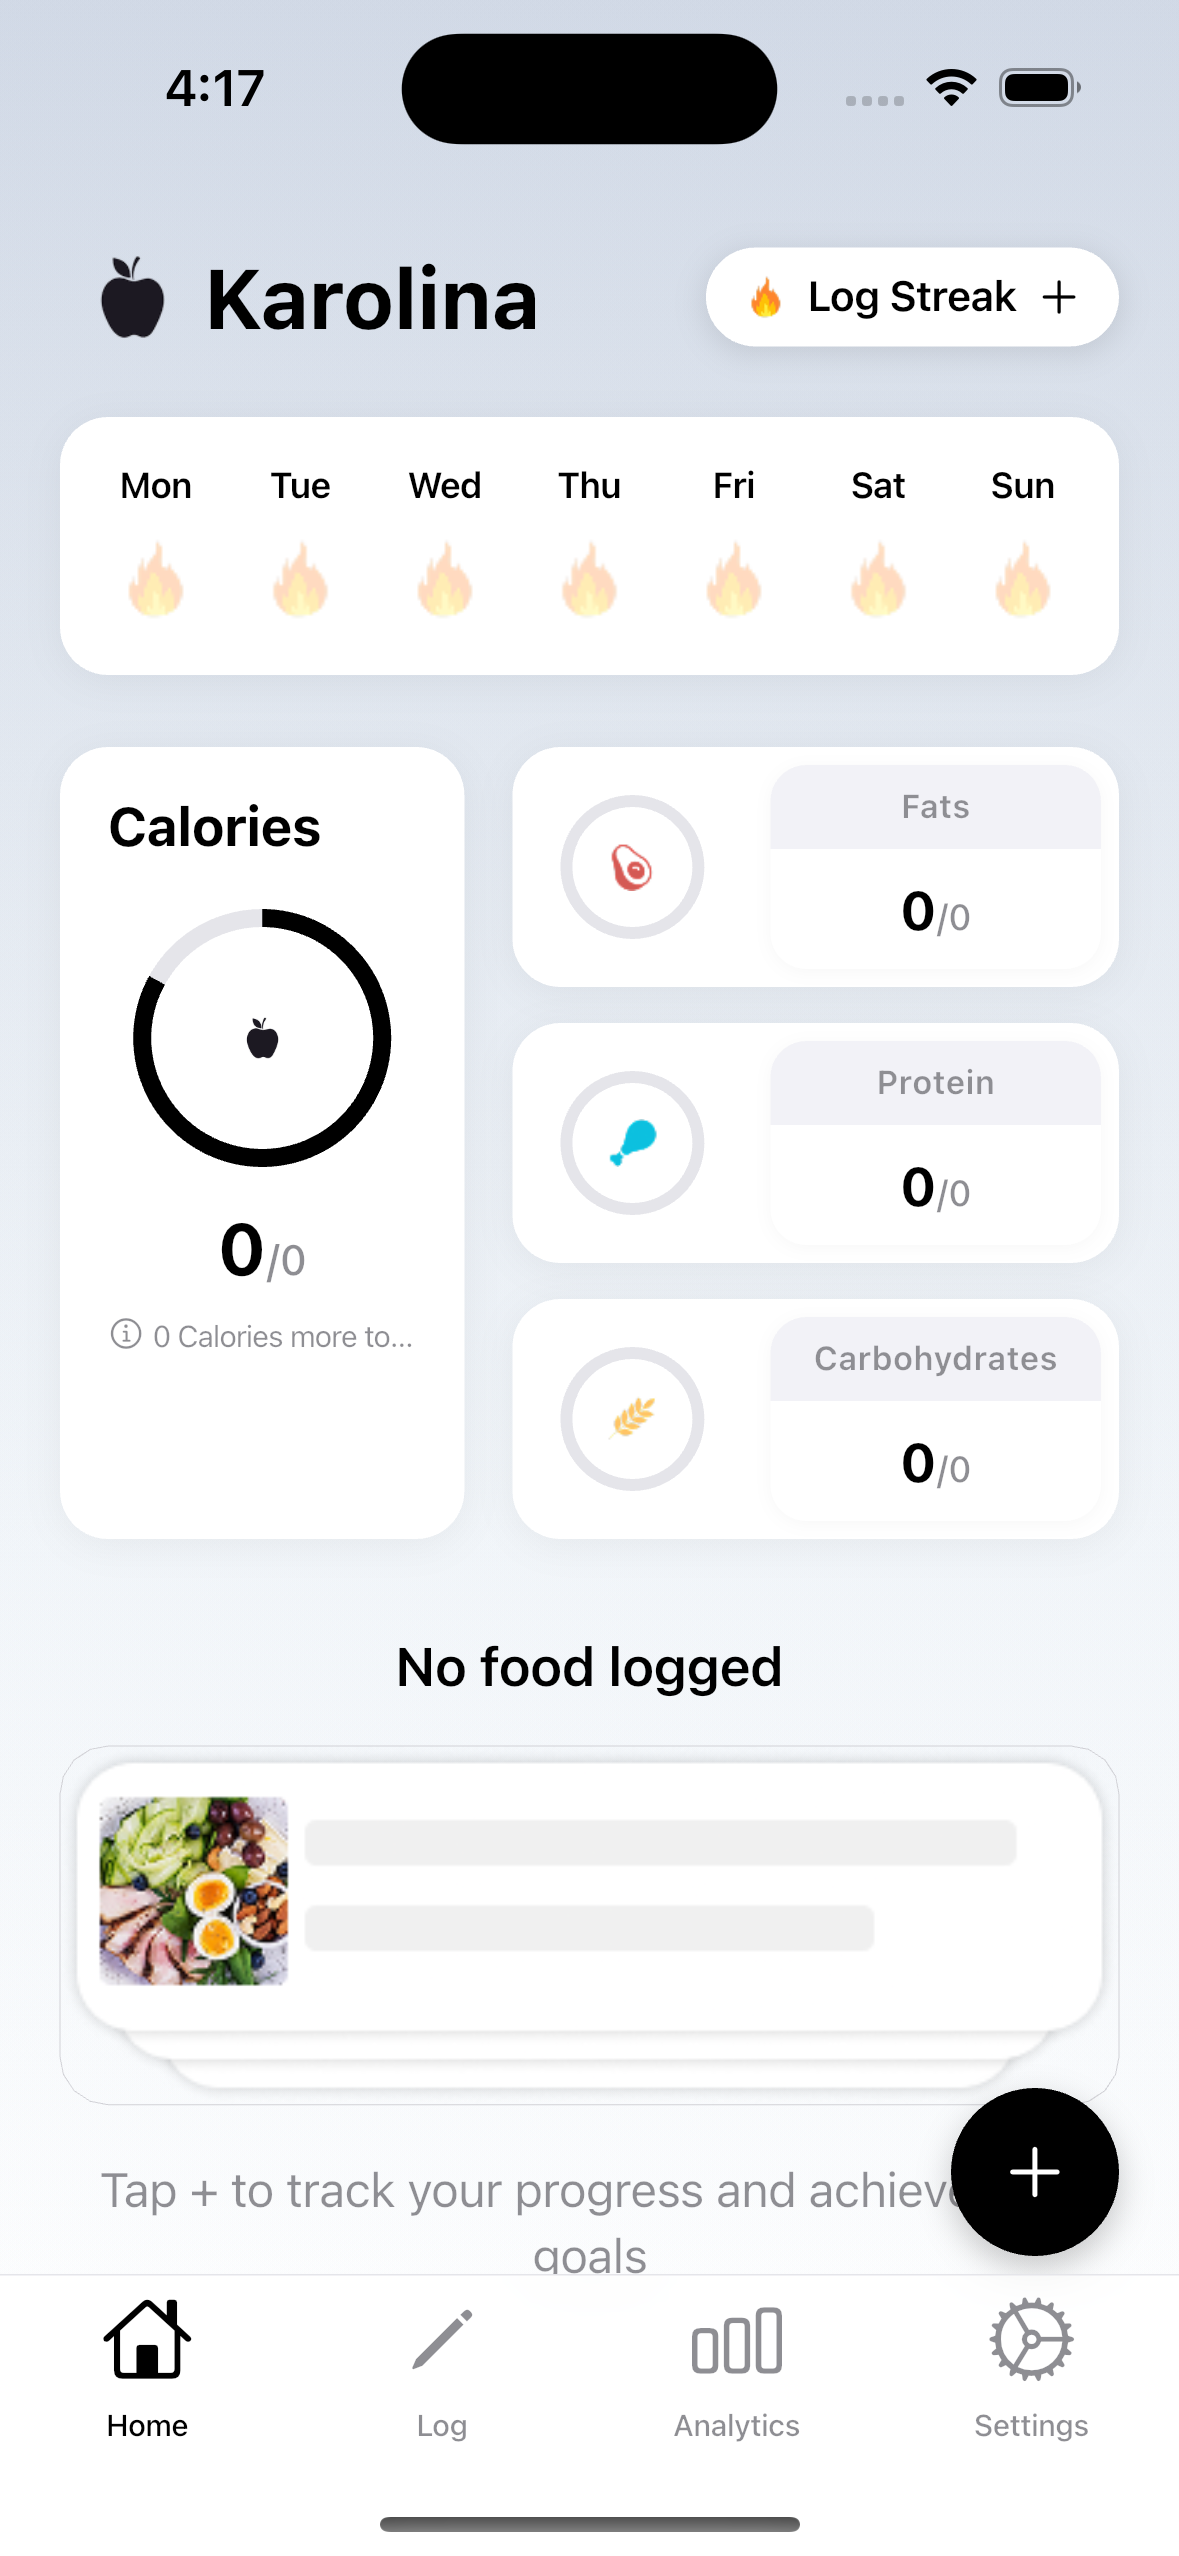 4:17
Karolina
Log Streak +
Mon Tue Wed Thu Fri Sat Sun
Calories
0/0
0 Calories more to...
Fats
0/0
Protein
0/0
Carbohydrates
0/0
No food logged
Tap + to track your progress and achieve
goals
Home Log Analytics Settings